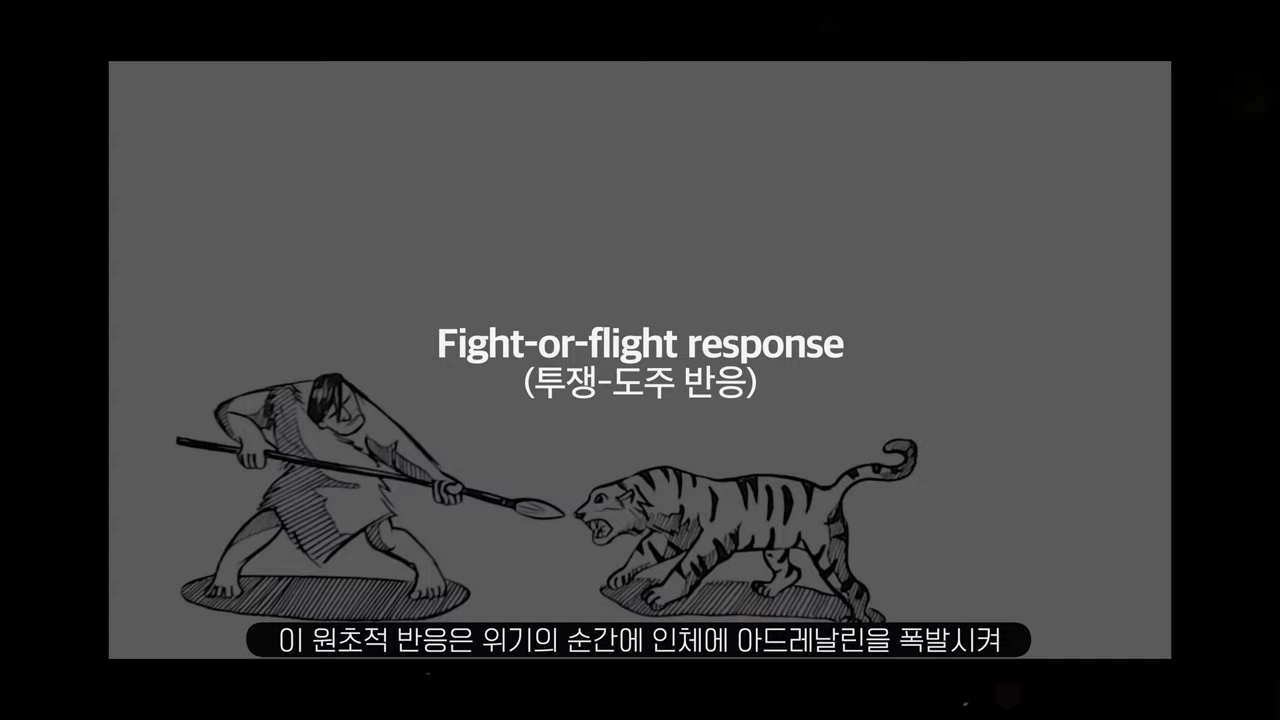 Fight-or-flight response
(투쟁-도주 반응)
이 원초적 반응은 위기의 순간에 인체에 아드레날린을 폭발시켜